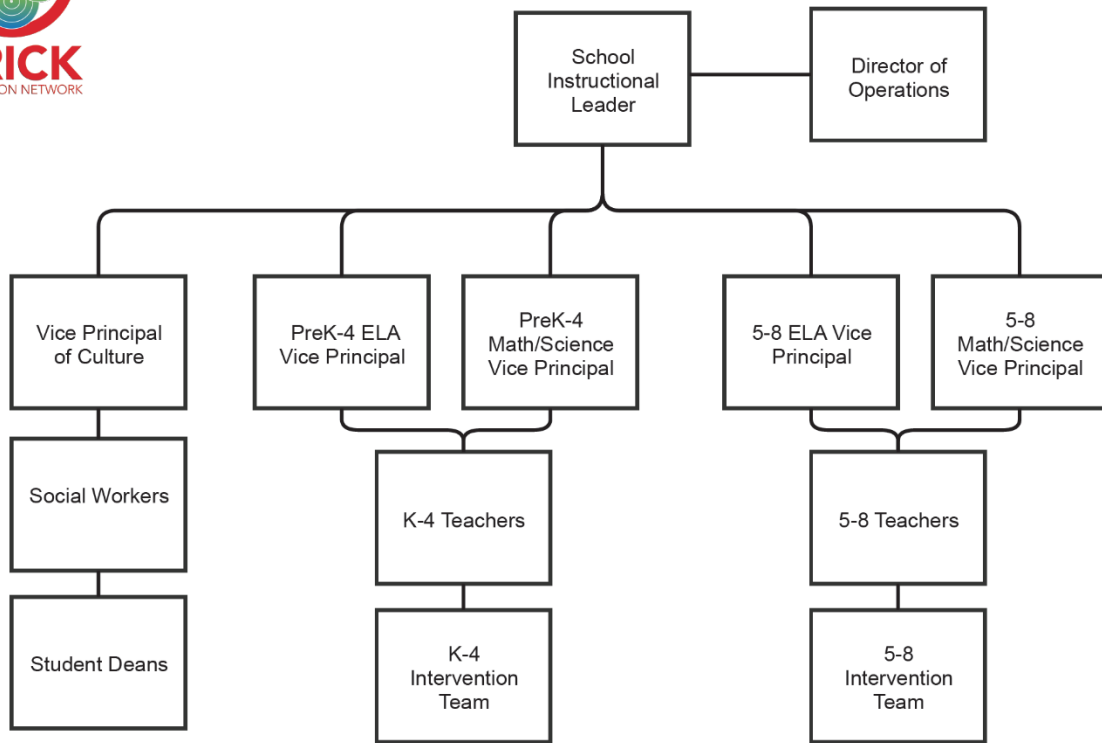 RICK
ON NETWORK
School
Instructional
Leader
Director of
Operations
Vice Principal
of Culture
PreK-4 ELA
Vice Principal
PreK-4
Math/Science
Vice Principal
5-8 ELA Vice
Principal
5-8
Math/Science
Vice Principal
Social Workers
K-4 Teachers
5-8 Teachers
Student Deans
K-4
Intervention
Team
5-8
Intervention
Team